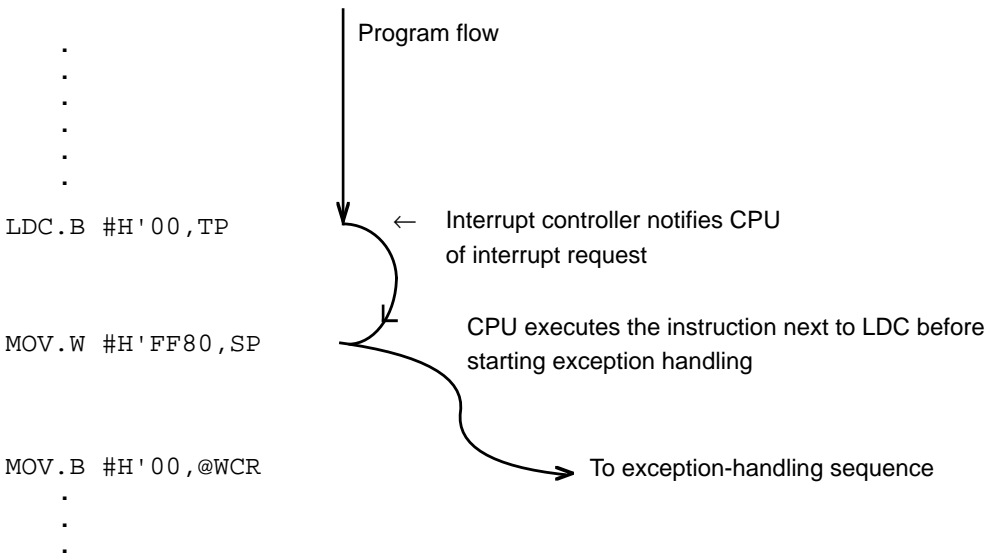 Program flow
.
.
.
.
.
.
LDC.B #H'00,TP
← Interrupt controller notifies CPU
of interrupt request
MOV.W #H'FF80,SP
CPU executes the instruction next to LDC before
starting exception handling
MOV.B #H'00,@WCR
To exception-handling sequence
.
.
.